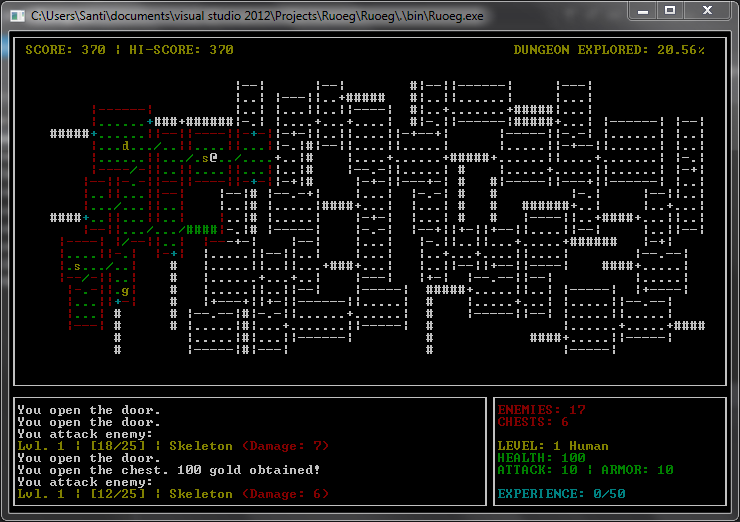 C:\Users\Santi\documents\visual studio 2012\Projects\Ruoeg\Ruoeg\.\bin\Ruoeg.exe
SCORE: 370 ¦ HI-SCORE: 370
DUNGEON EXPLORED: 20.56%
You open the door.
You open the door.
You attack enemy:
Lvl. 1 ¦ [18/25] ¦ Skeleton (Damage: 7)
You open the door.
You open the chest. 100 gold obtained!
You attack enemy:
Lvl. 1 ¦ [12/25] ¦ Skeleton (Damage: 6)
ENEMIES: 17
CHESTS: 6
LEVEL: 1 Human
HEALTH: 100
ATTACK: 10 ¦ ARMOR: 10
EXPERIENCE: 0/50